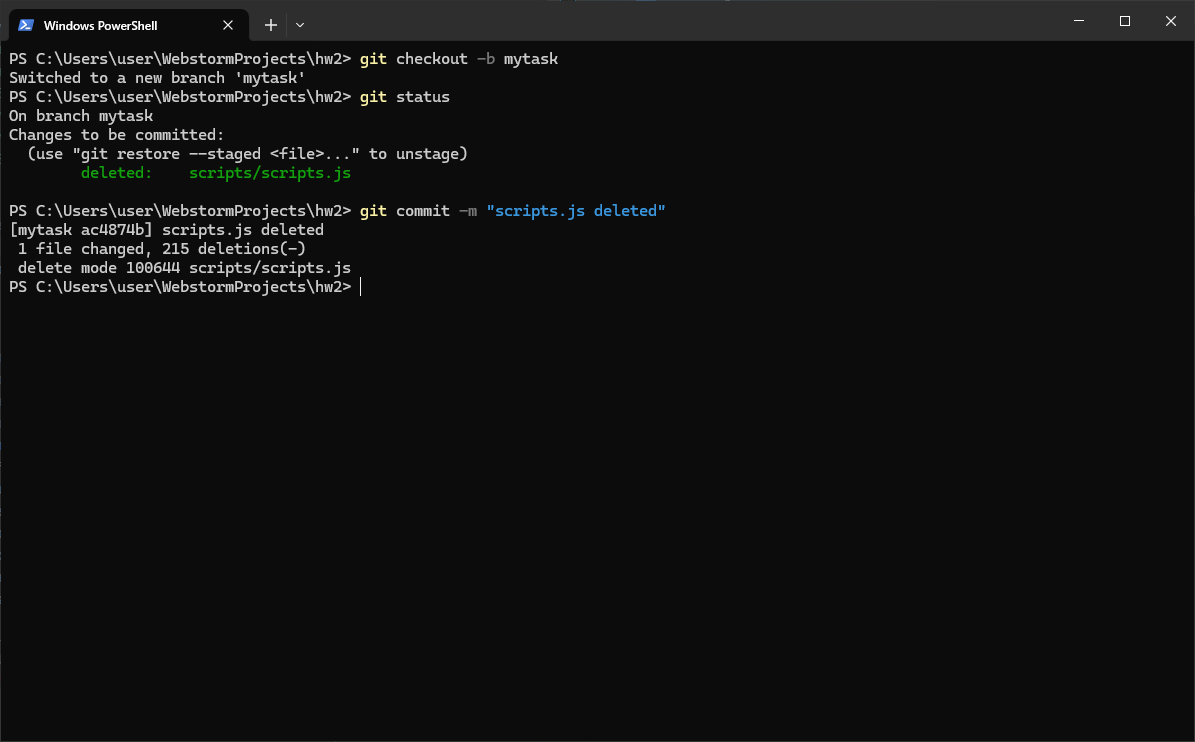 Windows PowerShell
PS C:\Users\user\WebstormProjects\hw2> git checkout -b mytask
Switched to a new branch 'mytask'
PS C:\Users\user\WebstormProjects\hw2> git status
On branch mytask
Changes to be committed:
  (use "git restore --staged <file>..." to unstage)
        deleted:    scripts/scripts.js

PS C:\Users\user\WebstormProjects\hw2> git commit -m "scripts.js deleted"
[mytask ac4874b] scripts.js deleted
 1 file changed, 215 deletions(-)
 delete mode 100644 scripts/scripts.js
PS C:\Users\user\WebstormProjects\hw2>